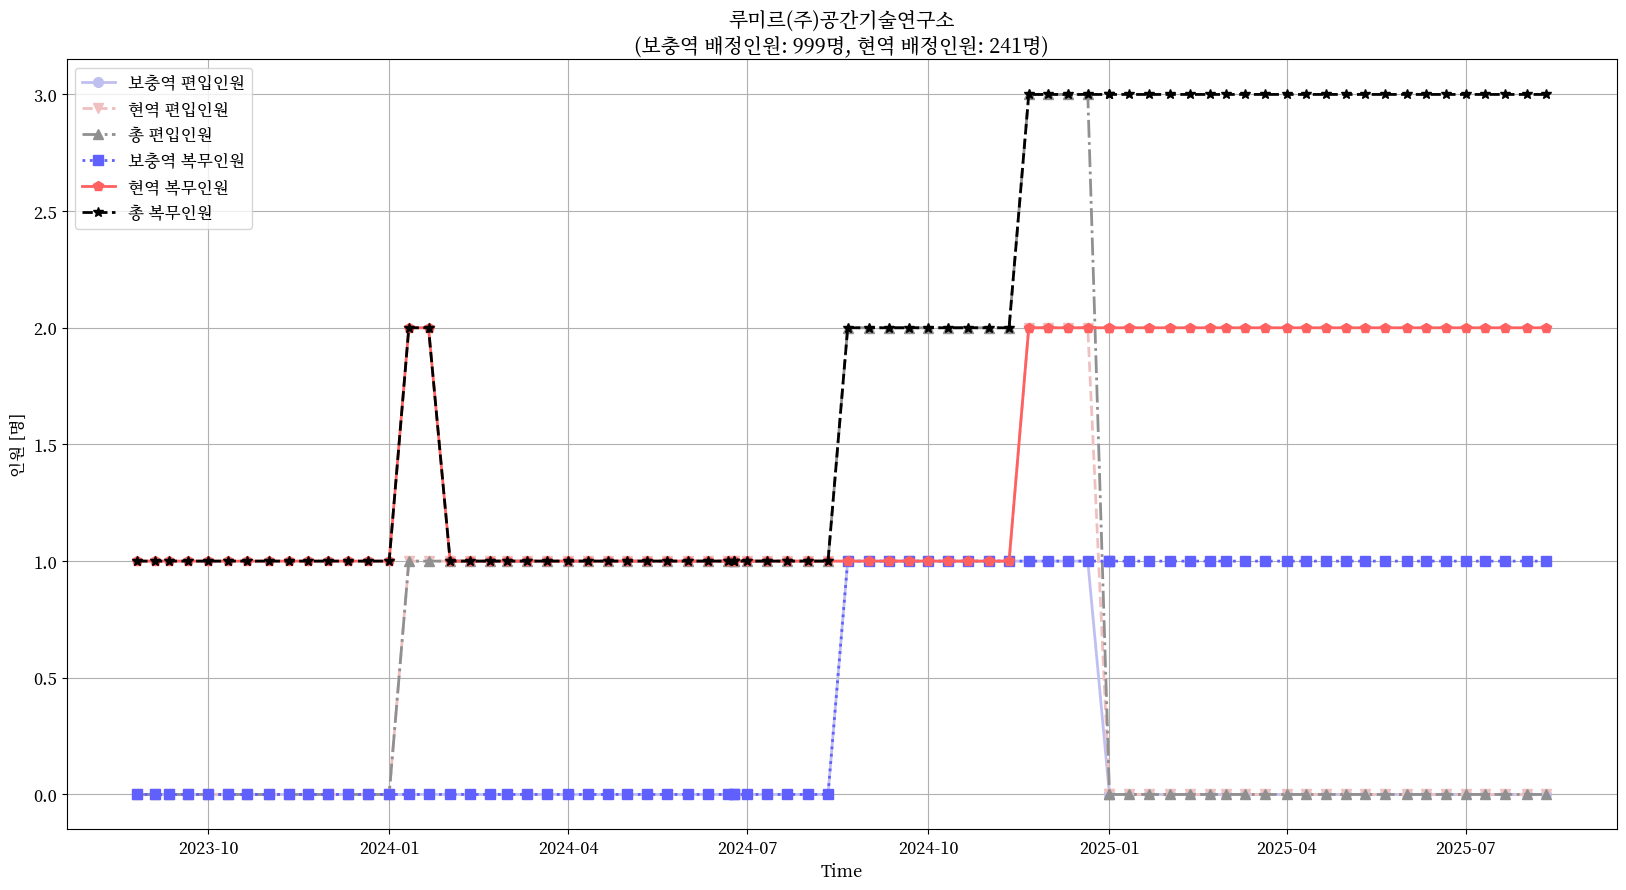 루미르(주)공간기술연구소
(보충역 배정인원: 999명, 현역 배정인원: 241명)
보충역 편입인원
현역 편입인원
총 편입인원
보충역 복무인원
현역 복무인원
총 복무인원
3.0
2.5
2.0
1.5
1.0
0.5
0.0
인원 [명]
2023-10
2024-01
2024-04
2024-07
2024-10
2025-01
2025-04
2025-07
Time